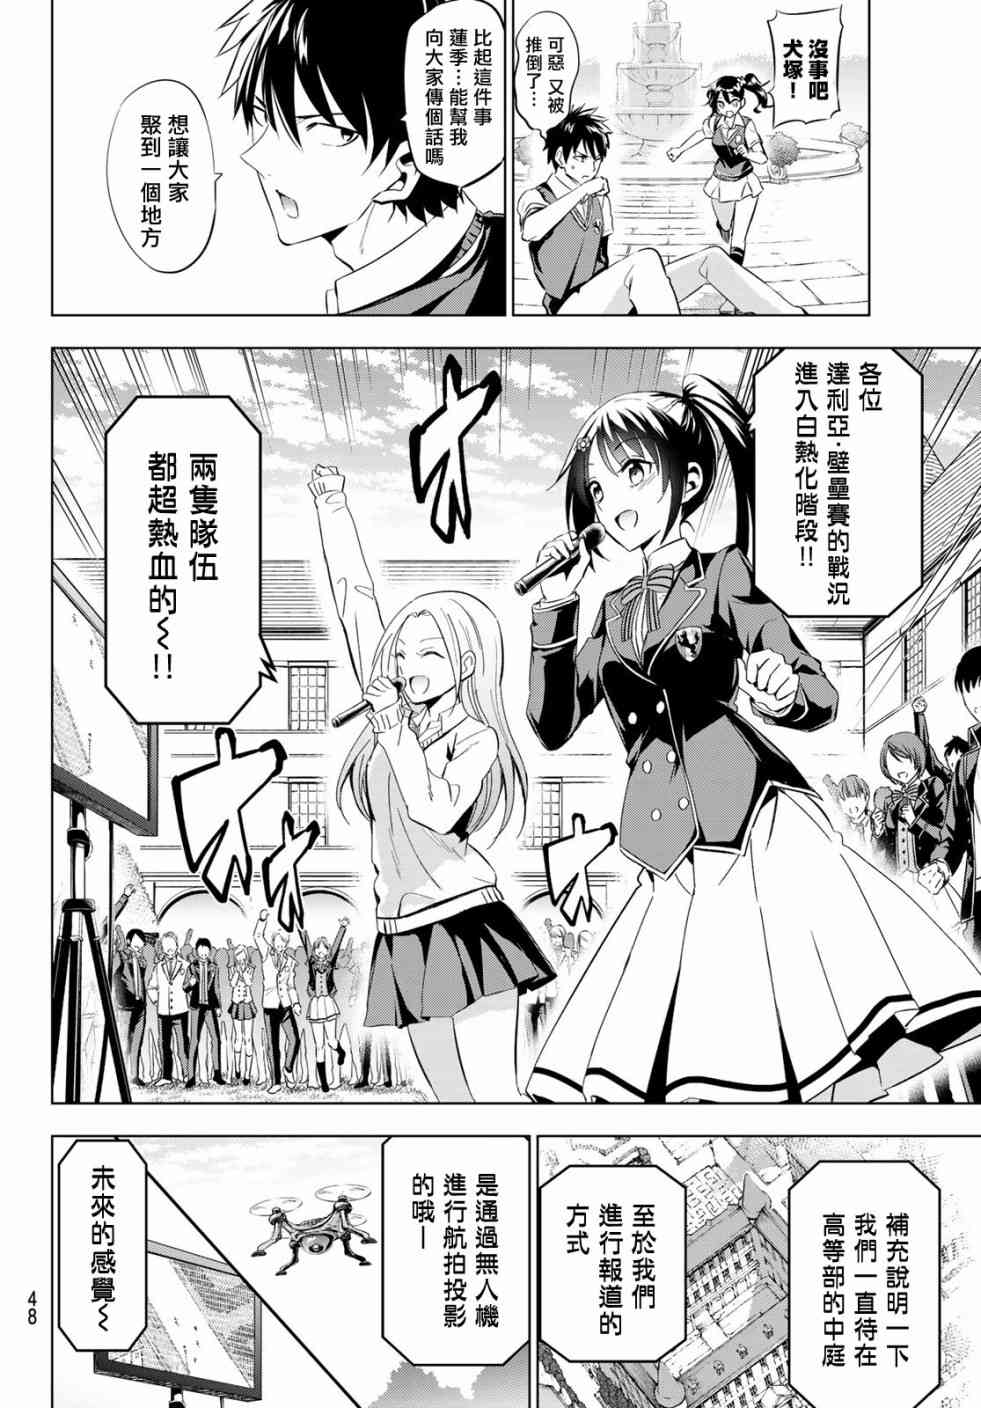 沒事吧
犬塚！
可惡 又被
推倒了…
比起這件事
蓮季…能幫我
向大家傳個話嗎
想讓大家
聚到一個地方
各位
達利亞·壁壘賽的戰況
進入白熱化階段!!
兩隻隊伍
都超熱血的～!!
オオ
オオ
オ
補充說明一下
我們一直待在
高等部的中庭
至於我們
進行報道的
方式
是通過無人機
進行航拍投影
的哦ー
未來的感覺～
48